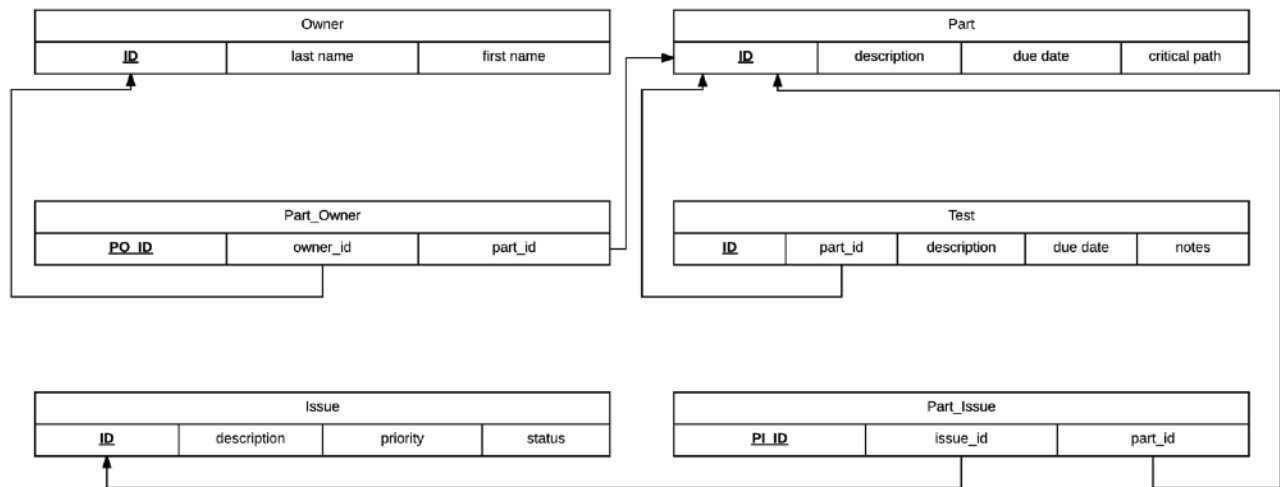 Owner
ID last name first name
Part
ID description due date critical path
Part_Owner
PO_ID owner_id part_id
Test
ID part_id description due date notes
Issue
ID description priority status
Part_Issue
PI_ID issue_id part_id